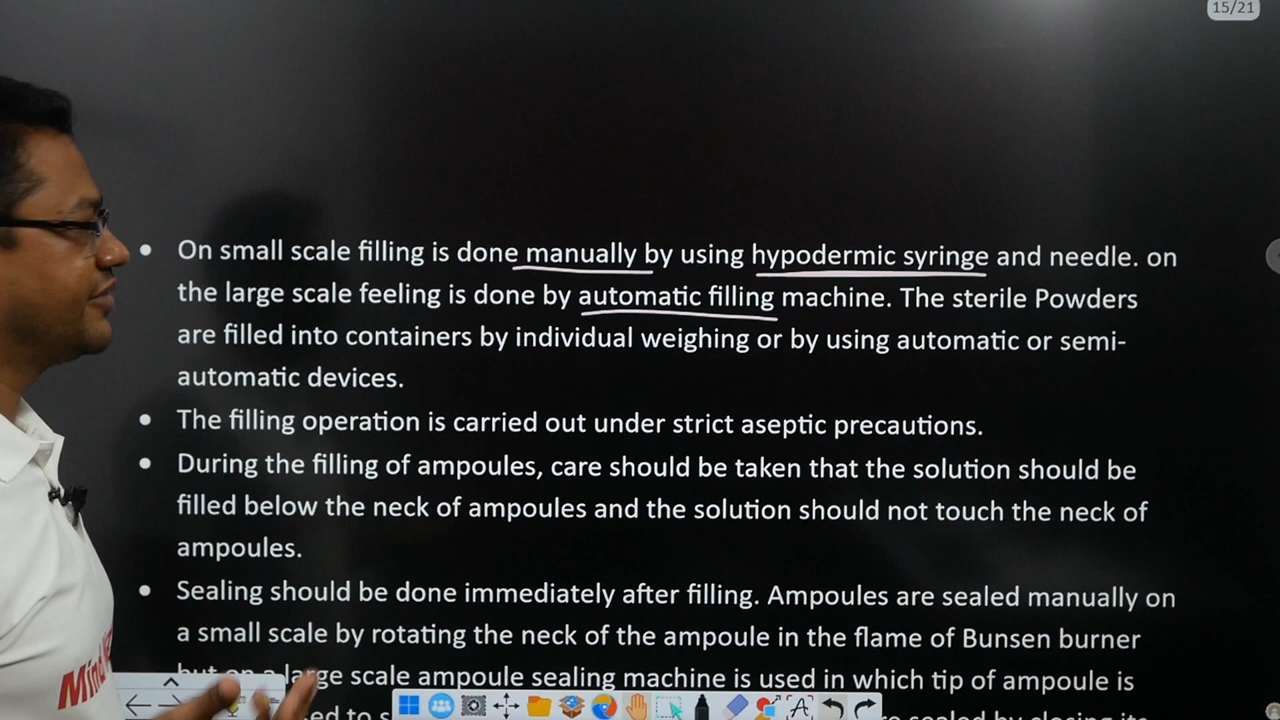 15/21
• On small scale filling is done manually by using hypodermic syringe and needle. on
the large scale feeling is done by automatic filling machine. The sterile Powders
are filled into containers by individual weighing or by using automatic or semi-
automatic devices.
• The filling operation is carried out under strict aseptic precautions.
• During the filling of ampoules, care should be taken that the solution should be
filled below the neck of ampoules and the solution should not touch the neck of
ampoules.
• Sealing should be done immediately after filling. Ampoules are sealed manually on
a small scale by rotating the neck of the ampoule in the flame of Bunsen burner
but on a large scale ampoule sealing machine is used in which tip of ampoule is